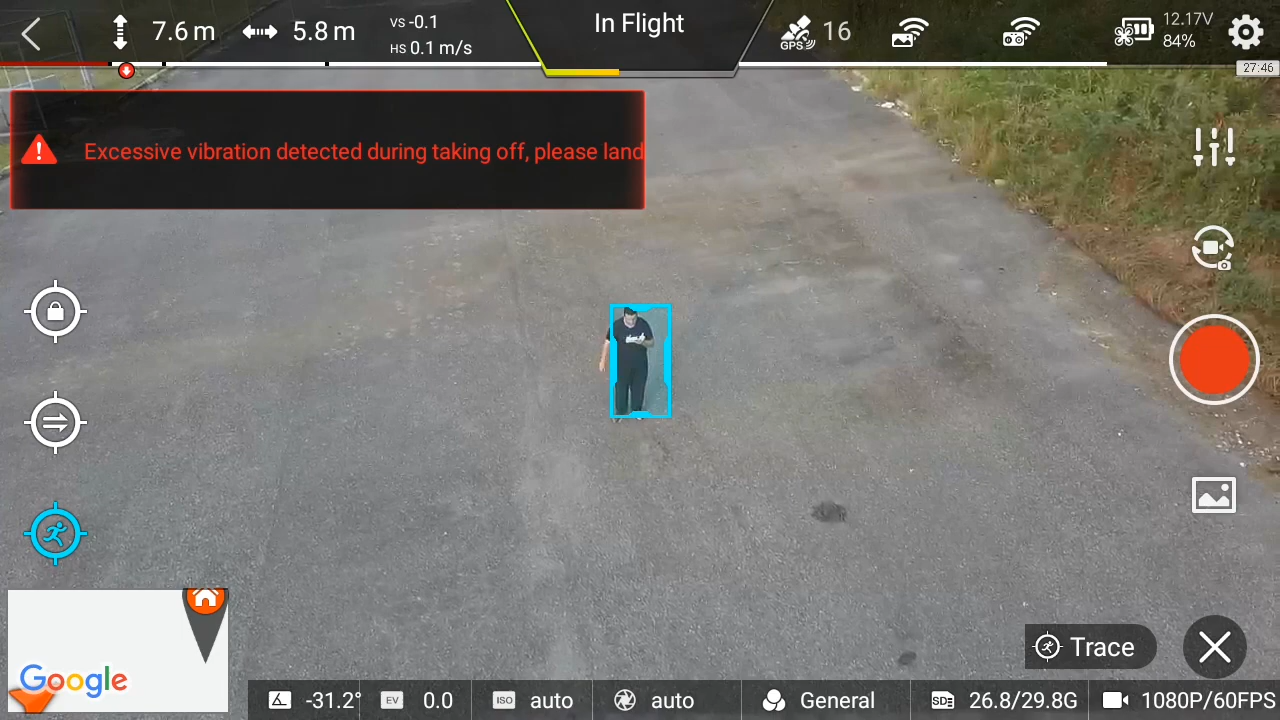 7.6 m
5.8 m
VS -0.1
HS 0.1 m/s
In Flight
GPS
16
12.17V
84%
27:46
Excessive vibration detected during taking off, please land
Trace
Google
-31.2°
EV 0.0
ISO auto
auto
General
SD 26.8/29.8G
1080P/60FPS